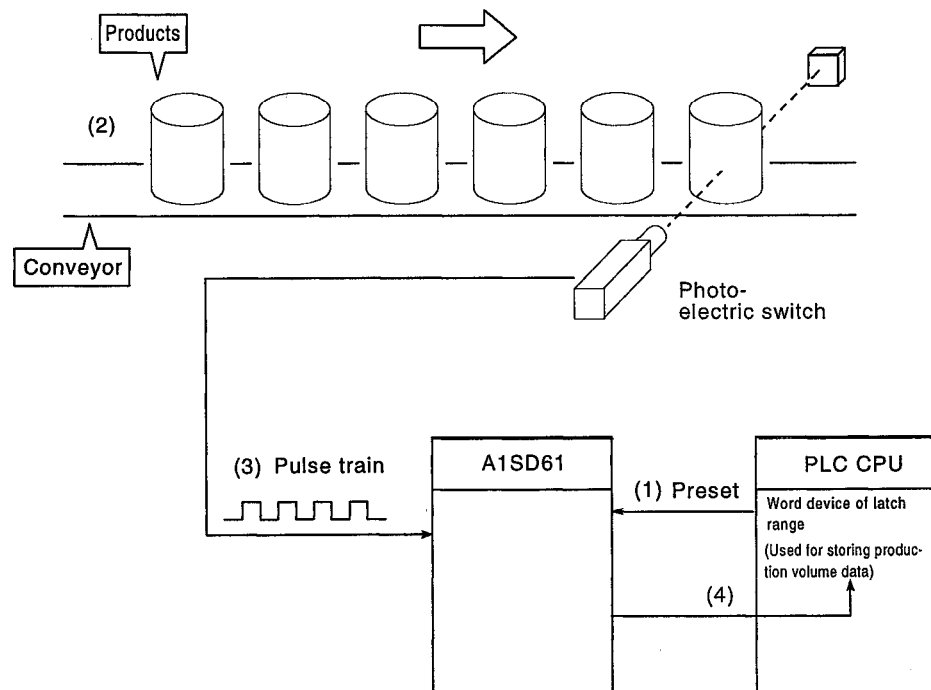 Products
(2)
Conveyor
Photo-
electric switch
(3) Pulse train
A1SD61
(1) Preset
(4)
PLC CPU
Word device of latch
range
(Used for storing produc-
tion volume data)